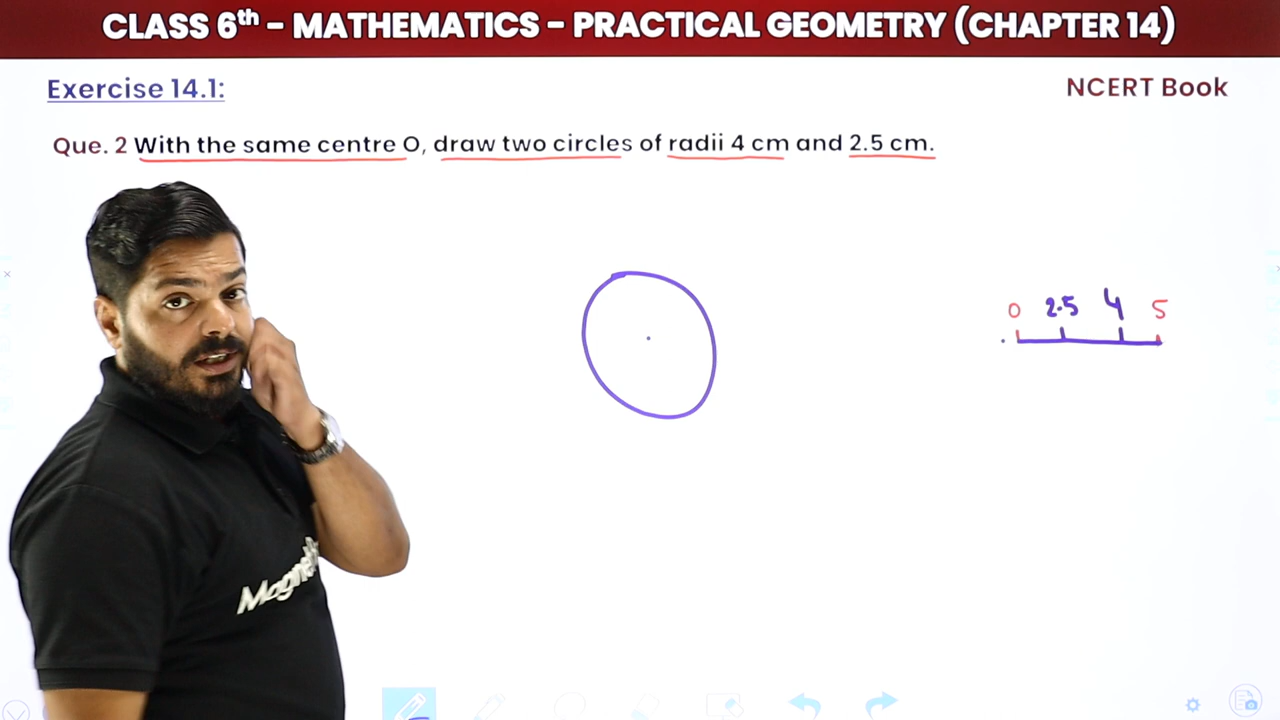 CLASS 6th - MATHEMATICS - PRACTICAL GEOMETRY (CHAPTER 14)
Exercise 14.1:
NCERT Book
Que. 2 With the same centre O, draw two circles of radii 4 cm and 2.5 cm.
0 2.5 4 5